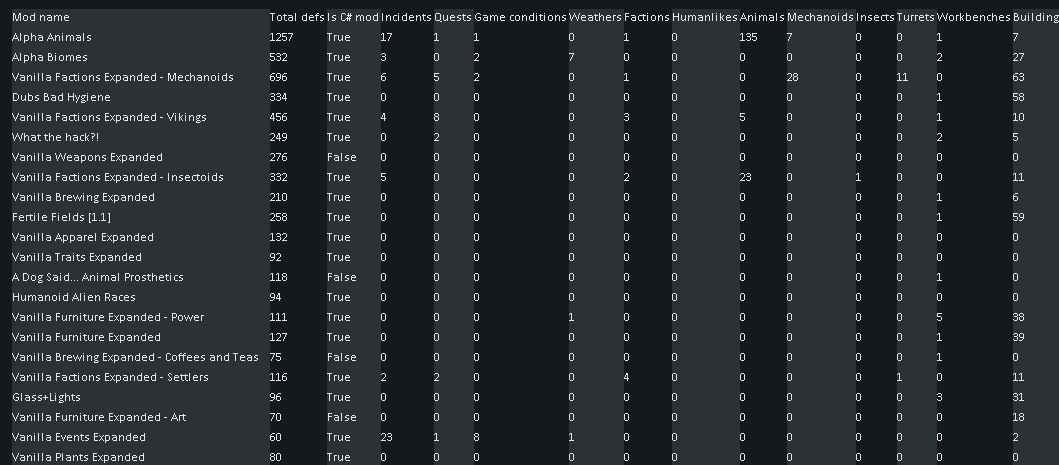 Mod name Total defs Is C# mod Incidents Quests Game conditions Weathers Factions Humanlikes Animals Mechanoids Insects Turrets Workbenches Building
Alpha Animals 1257 True 17 1 1 0 1 0 135 7 0 0 1 7
Alpha Biomes 532 True 3 0 2 7 0 0 0 0 0 0 2 27
Vanilla Factions Expanded - Mechanoids 696 True 6 5 2 0 1 0 0 28 0 11 0 63
Dubs Bad Hygiene 334 True 0 0 0 0 0 0 0 0 0 0 1 58
Vanilla Factions Expanded - Vikings 456 True 4 8 0 0 3 0 5 0 0 0 1 10
What the hack?! 249 True 0 2 0 0 0 0 0 0 0 0 2 5
Vanilla Weapons Expanded 276 False 0 0 0 0 0 0 0 0 0 0 0 0
Vanilla Factions Expanded - Insectoids 332 True 5 0 0 0 2 0 23 0 1 0 0 11
Vanilla Brewing Expanded 210 True 0 0 0 0 0 0 0 0 0 0 1 6
Fertile Fields [1.1] 258 True 0 0 0 0 0 0 0 0 0 0 1 59
Vanilla Apparel Expanded 132 True 0 0 0 0 0 0 0 0 0 0 0 0
Vanilla Traits Expanded 92 True 0 0 0 0 0 0 0 0 0 0 0 0
A Dog Said... Animal Prosthetics 118 False 0 0 0 0 0 0 0 0 0 0 1 0
Humanoid Alien Races 94 True 0 0 0 0 0 0 0 0 0 0 0 0
Vanilla Furniture Expanded - Power 111 True 0 0 0 1 0 0 0 0 0 0 5 38
Vanilla Furniture Expanded 127 True 0 0 0 0 0 0 0 0 0 0 1 39
Vanilla Brewing Expanded - Coffees and Teas 75 False 0 0 0 0 0 0 0 0 0 0 1 0
Vanilla Factions Expanded - Settlers 116 True 2 2 0 0 4 0 0 0 0 1 0 11
Glass+Lights 96 True 0 0 0 0 0 0 0 0 0 0 3 31
Vanilla Furniture Expanded - Art 70 False 0 0 0 0 0 0 0 0 0 0 0 18
Vanilla Events Expanded 60 True 23 1 8 1 0 0 0 0 0 0 0 2
Vanilla Plants Expanded 80 True 0 0 0 0 0 0 0 0 0 0 0 0